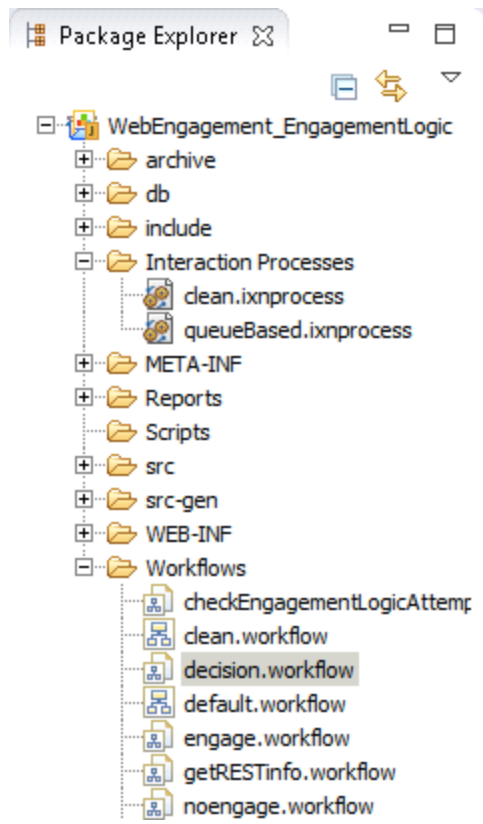 Package Explorer
WebEngagement_EngagementLogic
archive
db
include
Interaction Processes
clean.ixnprocess
queueBased.ixnprocess
META-INF
Reports
Scripts
src
src-gen
WEB-INF
Workflows
checkEngagementLogicAttemp
clean.workflow
decision.workflow
default.workflow
engage.workflow
getRESTinfo.workflow
noengage.workflow